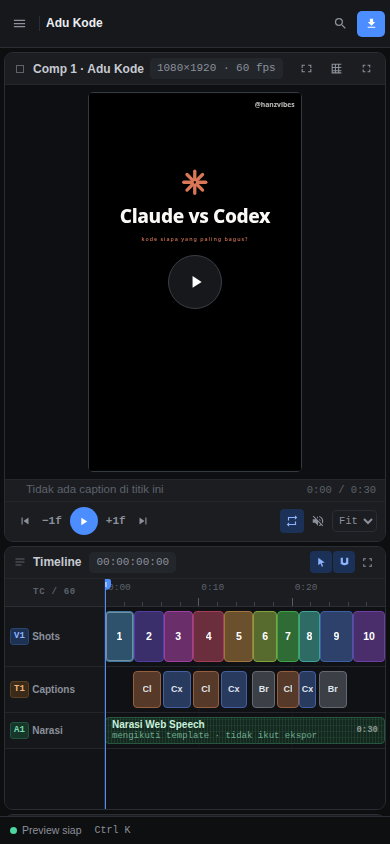 Adu Kode
Comp 1 · Adu Kode
1080×1920 · 60 fps
@hanzvibes
Claude vs Codex
kode siapa yang paling bagus?
Tidak ada caption di titik ini
0:00 / 0:30
−1f
+1f
Fit
Timeline
00:00:00:00
TC / 60
0:10
0:20
V1 Shots
1 2 3 4 5 6 7 8 9 10
T1 Captions
Cl Cx Cl Cx Br Cl Cx Br
A1 Narasi
Narasi Web Speech
mengikuti template · tidak ikut ekspor
0:30
Preview siap
Ctrl K